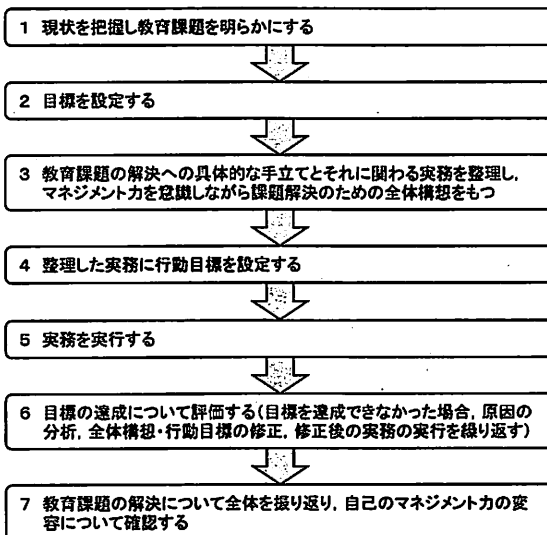 1 現状を把握し教育課題を明らかにする
2 目標を設定する
3 教育課題の解決への具体的な手立てとそれに関わる実務を整理し，
マネジメント力を意識しながら課題解決のための全体構想をもつ
4 整理した実務に行動目標を設定する
5 実務を実行する
6 目標の達成について評価する(目標を達成できなかった場合，原因の
分析，全体構想・行動目標の修正，修正後の実務の実行を繰り返す)
7 教育課題の解決について全体を振り返り，自己のマネジメント力の変
容について確認する